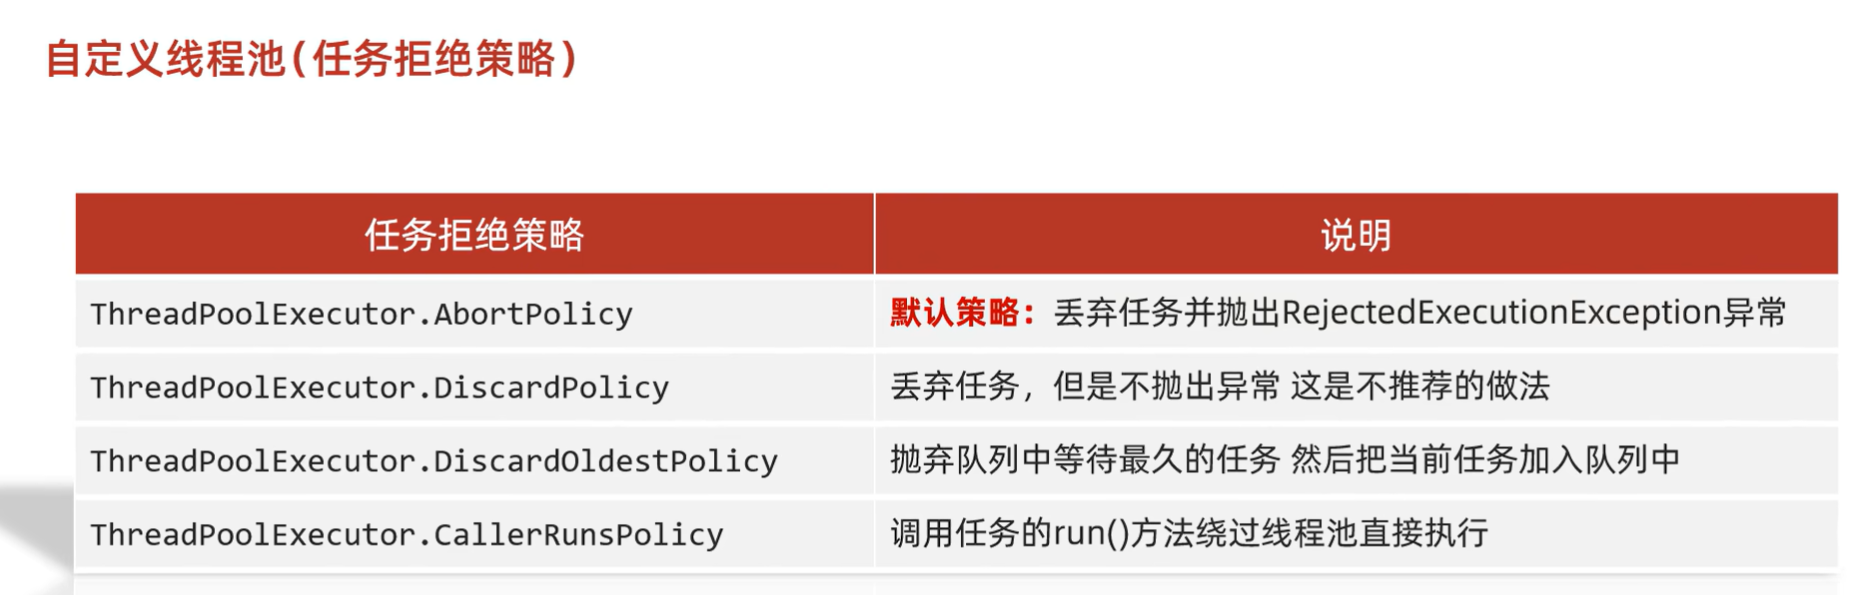 自定义线程池(任务拒绝策略)
任务拒绝策略 说明
ThreadPoolExecutor.AbortPolicy 默认策略：丢弃任务并抛出RejectedExecutionException异常
ThreadPoolExecutor.DiscardPolicy 丢弃任务，但是不抛出异常 这是不推荐的做法
ThreadPoolExecutor.DiscardOldestPolicy 抛弃队列中等待最久的任务 然后把当前任务加入队列中
ThreadPoolExecutor.CallerRunsPolicy 调用任务的run()方法绕过线程池直接执行